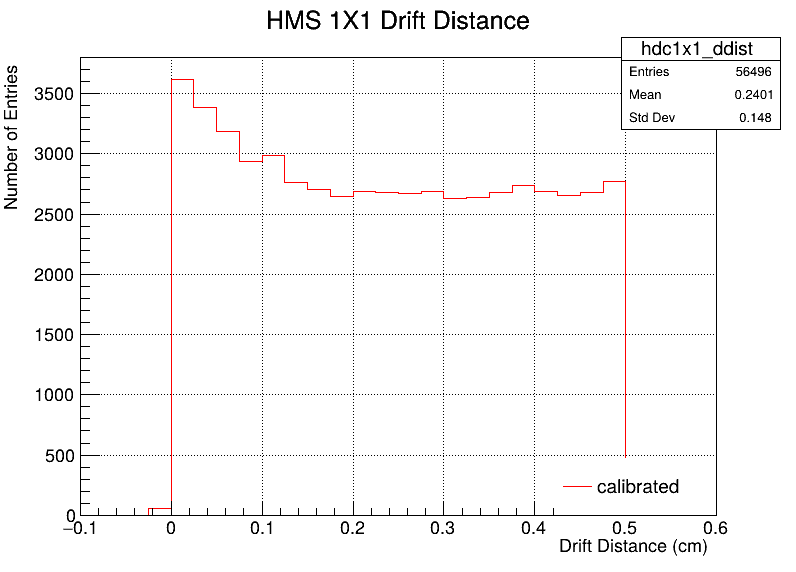 HMS 1X1 Drift Distance
hdc1x1_ddist
Entries 56496
Mean 0.2401
Std Dev 0.148
Number of Entries
3500
3000
2500
2000
1500
1000
500
0
−0.1 0 0.1 0.2 0.3 0.4 0.5 0.6
calibrated
Drift Distance (cm)